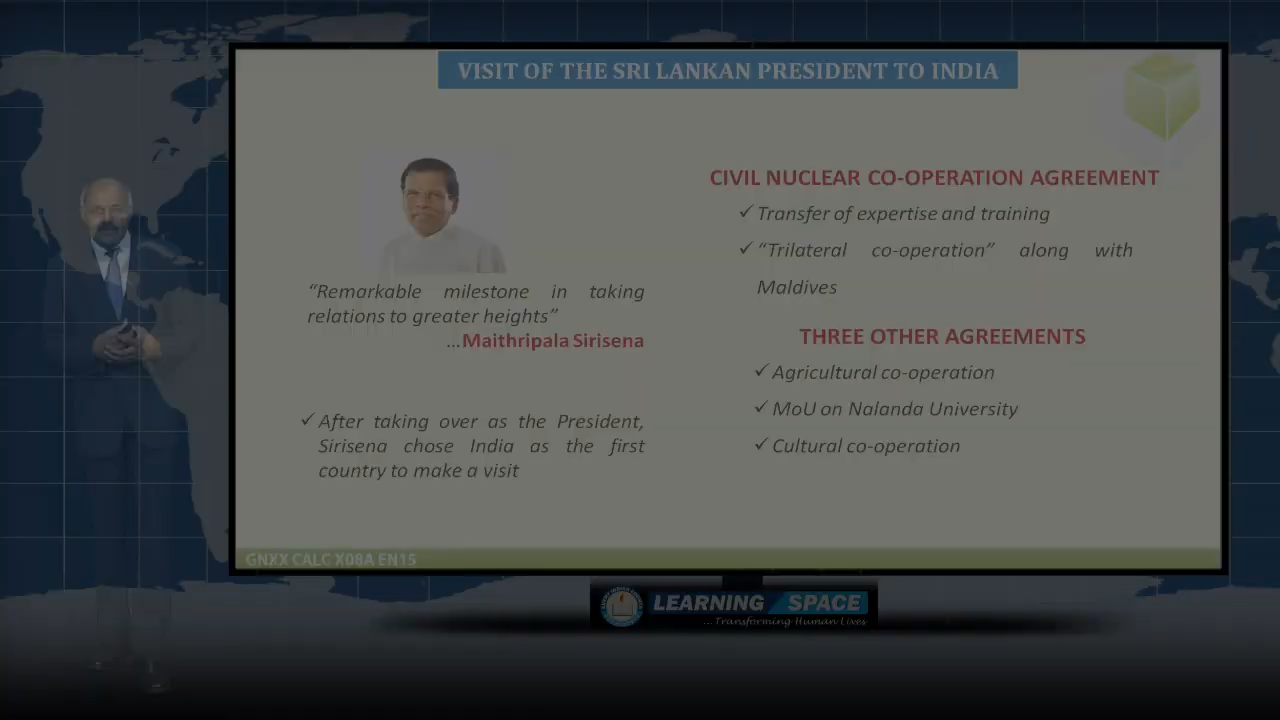 VISIT OF THE SRI LANKAN PRESIDENT TO INDIA
“Remarkable milestone in taking
relations to greater heights”
...Maithripala Sirisena
✓ After taking over as the President,
Sirisena chose India as the first
country to make a visit
CIVIL NUCLEAR CO-OPERATION AGREEMENT
✓ Transfer of expertise and training
✓ “Trilateral co-operation” along with
Maldives
THREE OTHER AGREEMENTS
✓ Agricultural co-operation
✓ MoU on Nalanda University
✓ Cultural co-operation
GNXX CALC X08A EN15
LEARNING SPACE
...Transforming Human Lives